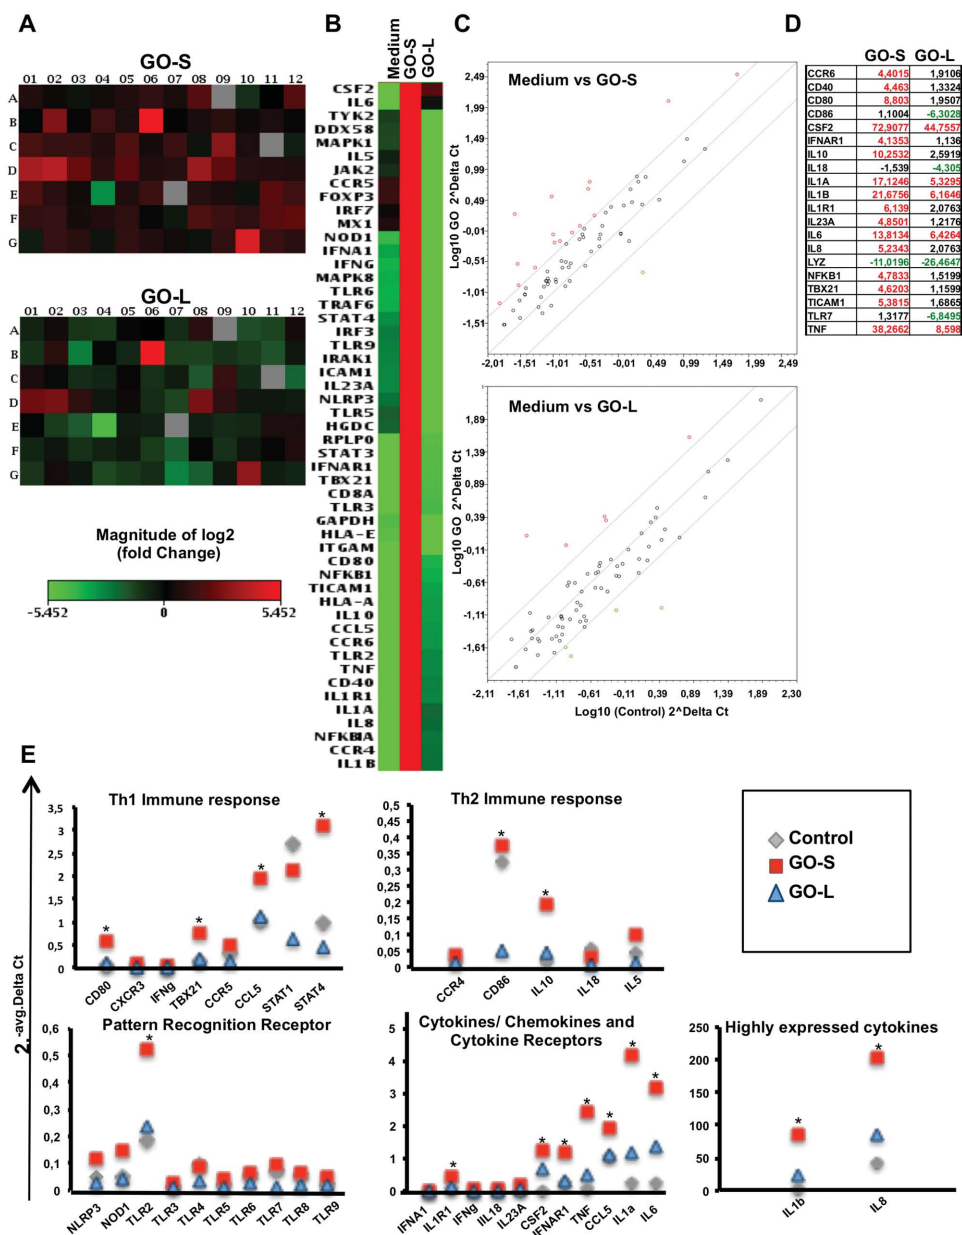 A
GO-S
01 02 03 04 05 06 07 08 09 10 11 12
A
B
C
D
E
F
G
GO-L
01 02 03 04 05 06 07 08 09 10 11 12
A
B
C
D
E
F
G
Magnitude of log2
(fold Change)
-5.452 0 5.452
B
Medium
GO-S
GO-L
CSF2
IL6
TYK2
DDX58
MAPK1
IL5
JAK2
CCR5
FOXP3
IRF7
MX1
NOD1
IFNA1
IFNG
MAPK8
TLR6
TRAF6
STAT4
IRF3
TLR9
IRAK1
ICAM1
IL23A
NLRP3
TLR5
HGDC
RPLP0
STAT3
IFNAR1
TBX21
CD8A
TLR3
GAPDH
HLA-E
ITGAM
CD80
NFKB1
TICAM1
HLA-A
IL10
CCL5
CCR6
TLR2
TNF
CD40
IL1R1
IL1A
IL8
NFKBIA
CCR4
IL1B
C
Medium vs GO-S
Log10 GO 2^Delta Ct
2,49
1,99
1,49
0,99
0,49
-0,01
-0,51
-1,01
-1,51
-2,01 -1,51 -1,01 -0,51 -0,01 0,49 0,99 1,49 1,99 2,49
Medium vs GO-L
Log10 GO 2^Delta Ct
1
1,89
1,39
0,89
0,39
-0,11
-0,61
-1,11
-1,61
-2,11 -1,61 -1,11 -0,61 -0,11 0,39 0,89 1,39 1,89 2,30
Log10 (Control) 2^Delta Ct
D
GO-S GO-L
CCR6 4,4015 1,9106
CD40 4,463 1,3324
CD80 8,803 1,9507
CD86 1,1004 -6,3028
CSF2 72,9077 44,7557
IFNAR1 4,1353 1,136
IL10 10,2532 2,5919
IL18 -1,539 -4,305
IL1A 17,1246 5,3295
IL1B 21,6756 6,1646
IL1R1 6,139 2,0763
IL23A 4,8501 1,2176
IL6 13,8134 6,4264
IL8 5,2343 2,0763
LYZ -11,0196 -26,4647
NFKB1 4,7833 1,5199
TBX21 4,6203 1,1599
TICAM1 5,3815 1,6865
TLR7 1,3177 -6,8495
TNF 38,2662 8,598
E
2.-avg.Delta Ct
Th1 Immune response
3,5
3
2,5
2
1,5
1
0,5
0
* * * *
CD80 CXCR3 IFNg TBX21 CCR5 CCL5 STAT1 STAT4
Th2 Immune response
0,5
0,45
0,4
0,35
0,3
0,25
0,2
0,15
0,1
0,05
0
* *
CCR4 CD86 IL10 IL18 IL5
Control
GO-S
GO-L
Pattern Recognition Receptor
0,6
0,5
0,4
0,3
0,2
0,1
0
*
NLRP3 NOD1 TLR2 TLR3 TLR4 TLR5 TLR6 TLR7 TLR8 TLR9
Cytokines/ Chemokines and
Cytokine Receptors
5
4
3
2
1
0
* * * * * * *
IFNA1 IL1R1 IFNg IIL18 IL23A CSF2 IFNAR1 TNF CCL5 IL1a IL6
Highly expressed cytokines
250
200
150
100
50
0
* *
IL1b IL8